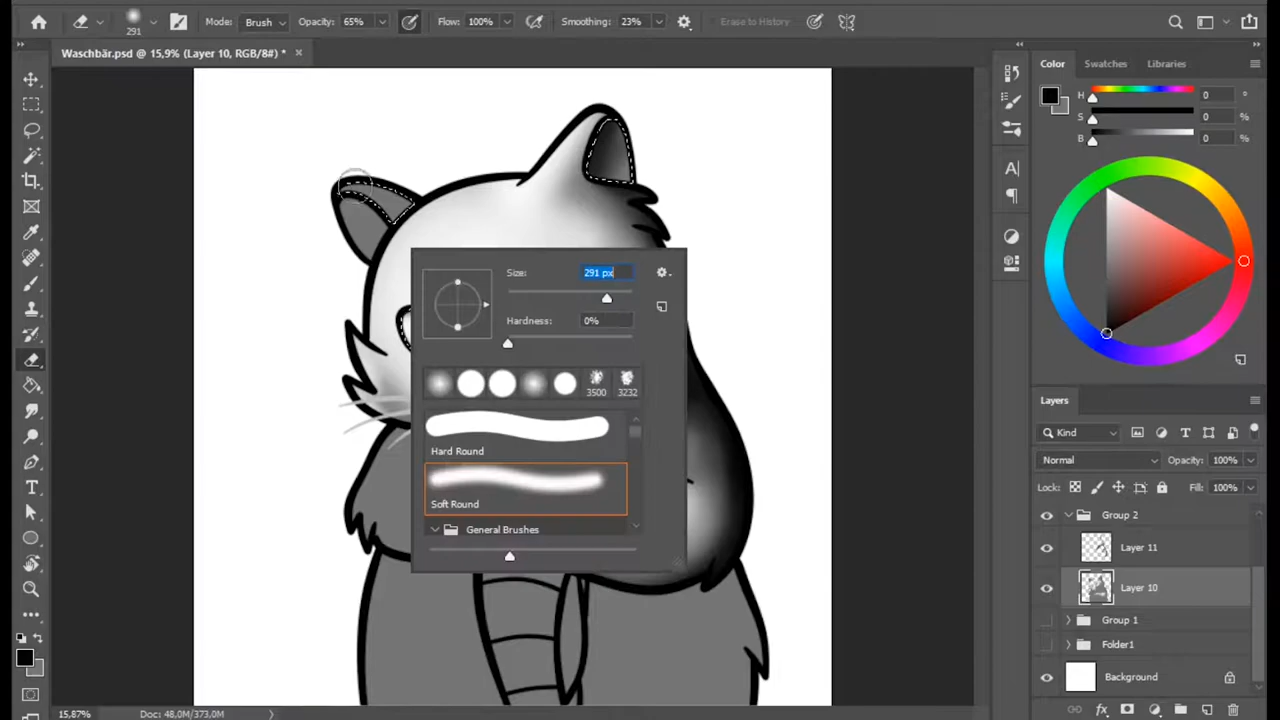 291
Mode: Brush
Opacity: 65%
Flow: 100%
Smoothing: 23%
Erase to History
Waschbär.psd @ 15,9% (Layer 10, RGB/8#) *
Size: 291 px
Hardness: 0%
3500
3232
Hard Round
Soft Round
General Brushes
15,87%
Doc: 48,0M/373,0M
Color
Swatches
Libraries
H 0 °
S 0 %
B 0 %
Layers
Kind
Normal
Opacity: 100%
Lock:
Fill: 100%
Group 2
Layer 11
Layer 10
Group 1
Folder1
Background